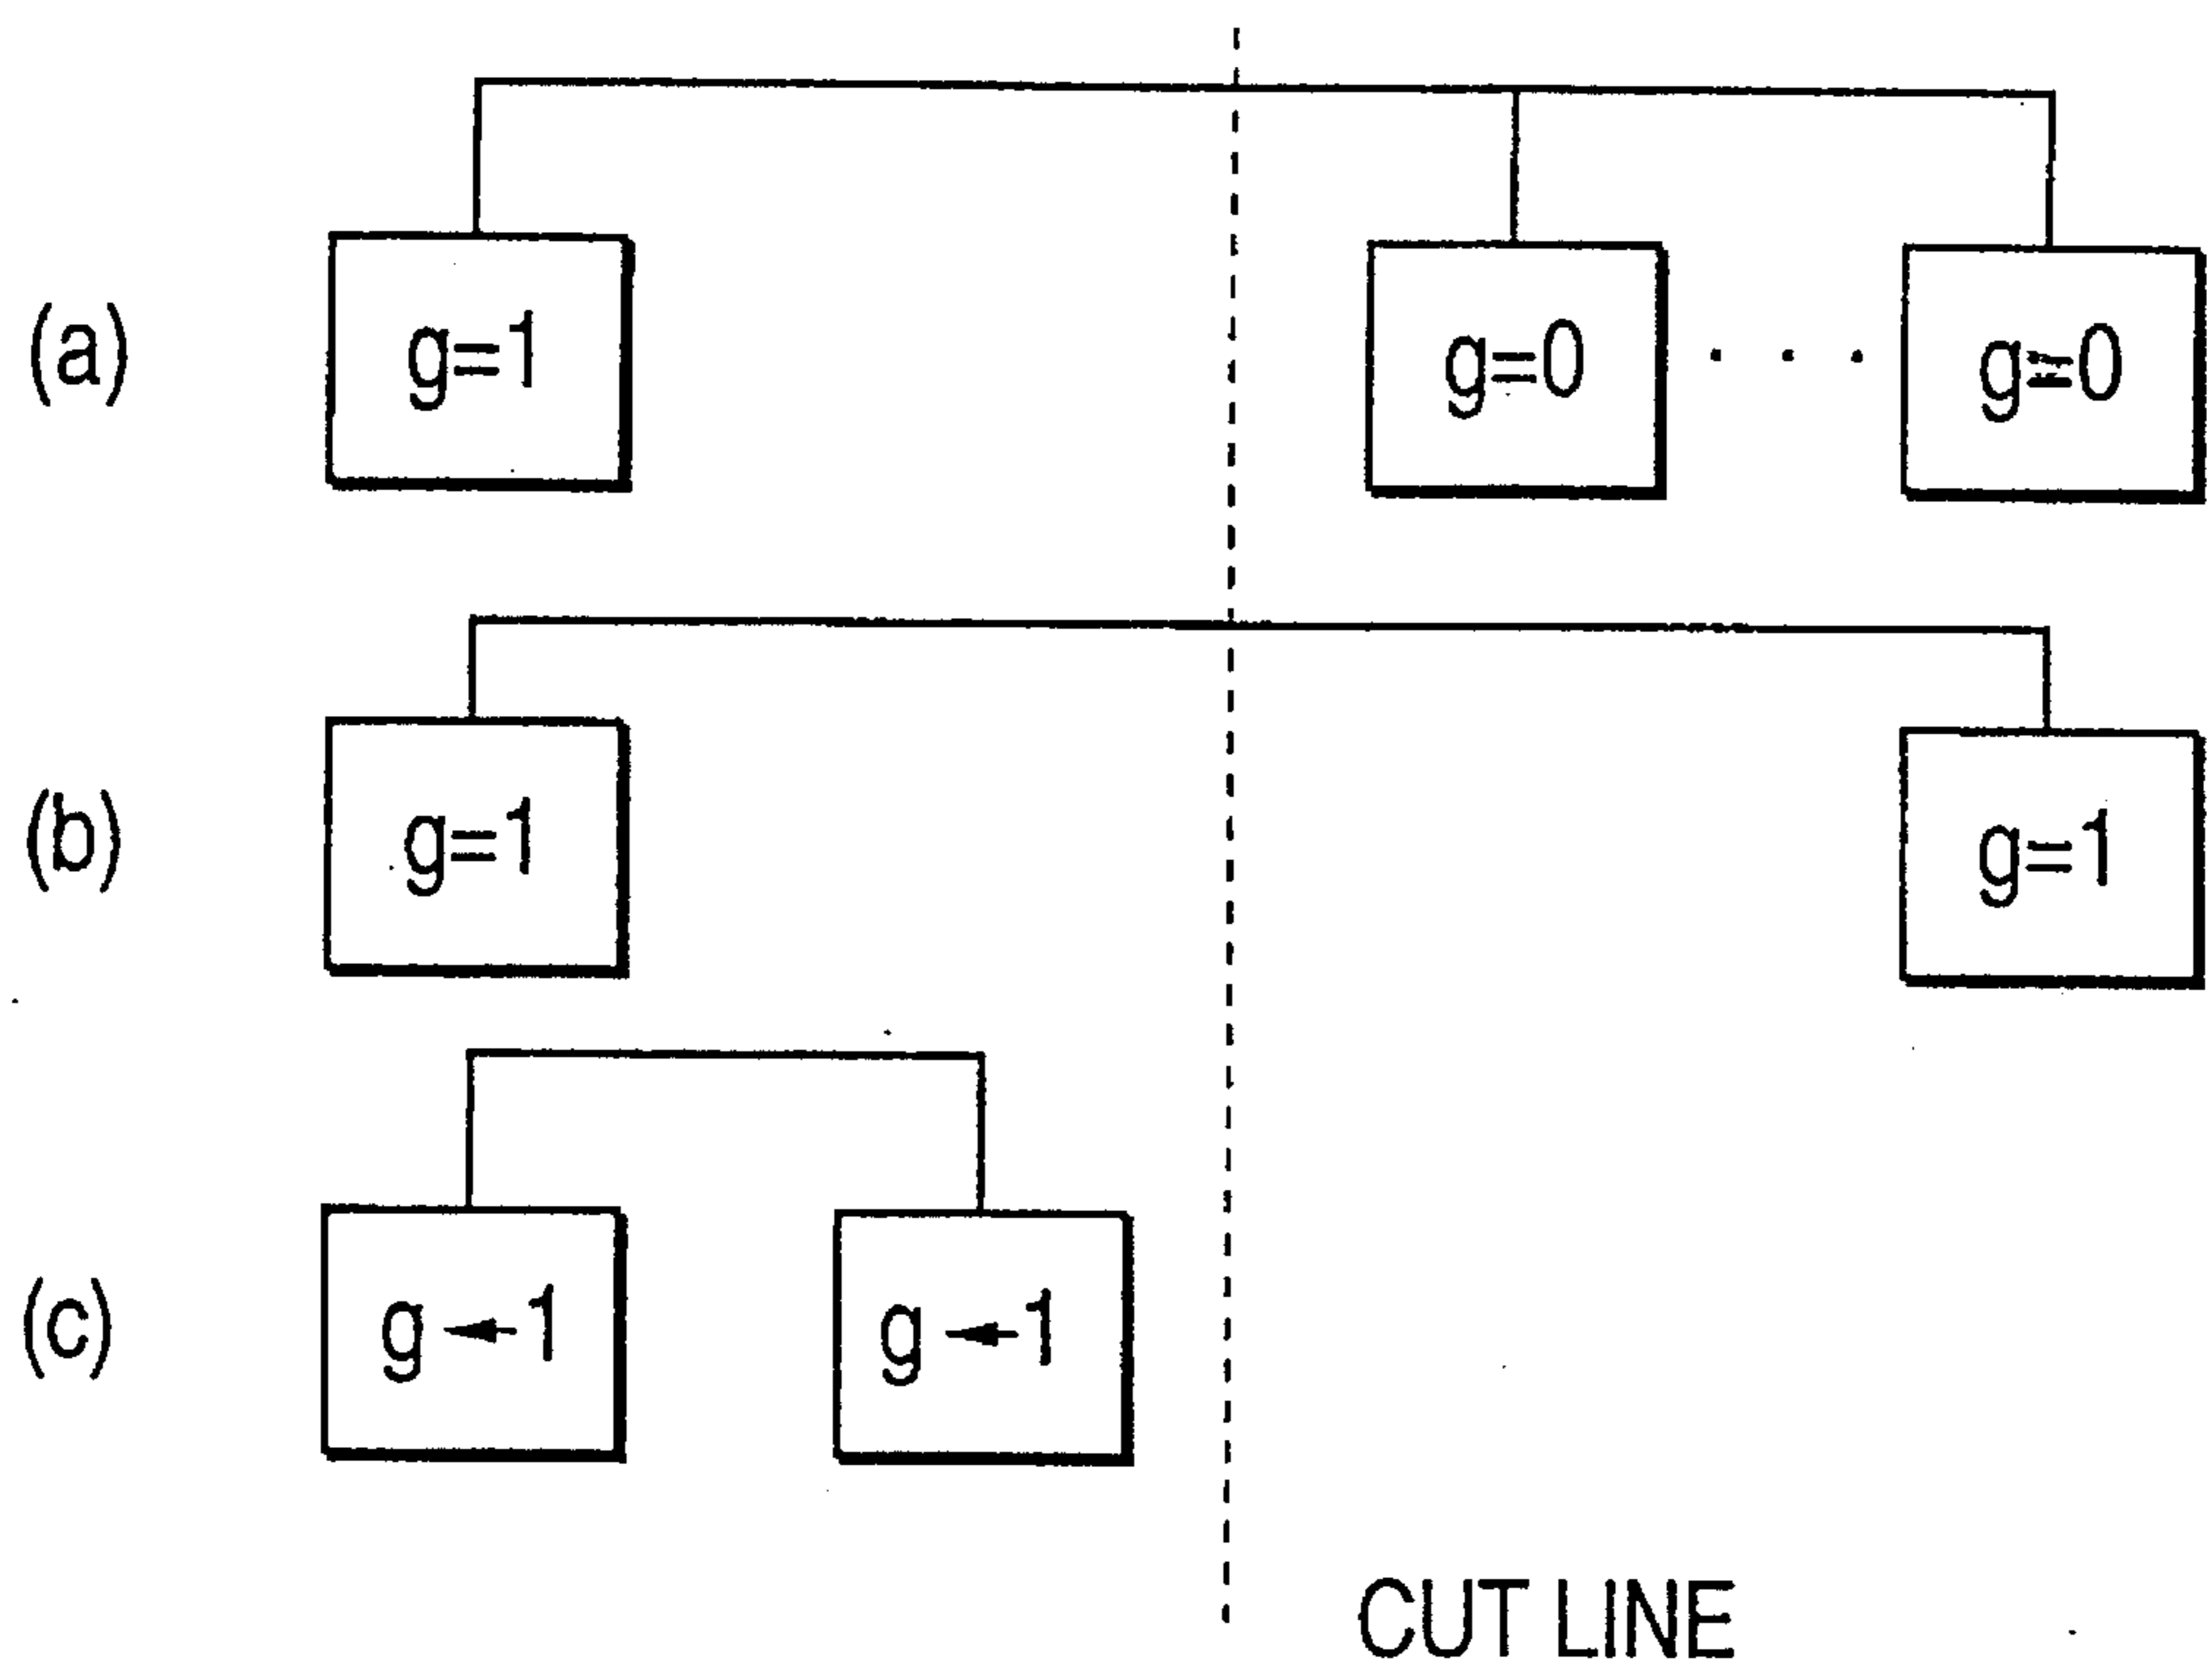 (a) g=1 g=0 . . . g=0
(b) g=1 g=1
(c) g←1 g←1
CUT LINE